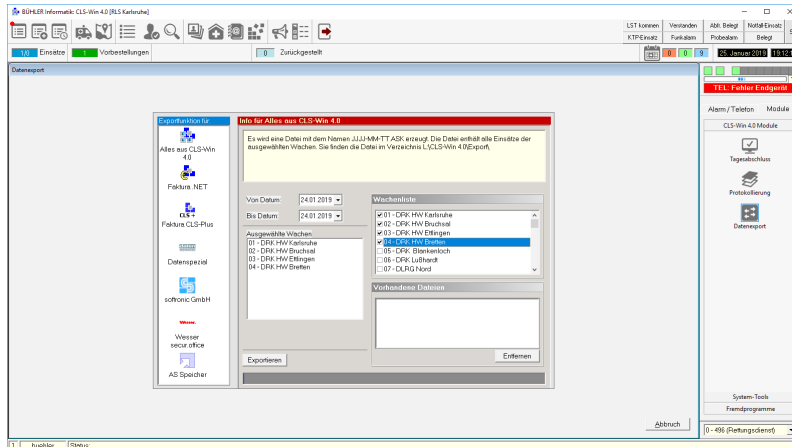 BÜHLER Informatik: CLS-Win 4.0 [RLS Karlsruhe]
LST kommen Verstanden Abfr. Belegt Notfall-Einsatz
KTP-Einsatz Funkalarm Probealarm Belegt
1/0 Einsätze 1 Vorbestellungen 0 Zurückgestellt 0 0 9 25. Januar 2019 19:12:
Datenexport
TEL: Fehler Endgerät
Alarm / Telefon Module
CLS-Win 4.0 Module
Tagesabschluss
Protokollierung
Datenexport
Exportfunktion für:
Alles aus CLS-Win
4.0
Faktura .NET
CLS +
Faktura CLS-Plus
Datenspezial
softronic GmbH
Wesser
Wesser
secur.office
AS Speicher
Info für Alles aus CLS-Win 4.0
Es wird eine Datei mit dem Namen JJJJ-MM-TT.ASK erzeugt. Die Datei enthält alle Einsätze der
ausgewählten Wachen. Sie finden die Datei im Verzeichnis L:\CLS-Win 4.0\Export\
Von Datum: 24.01.2019
Bis Datum: 24.01.2019
Ausgewählte Wachen
01 - DRK HW Karlsruhe
02 - DRK HW Bruchsal
03 - DRK HW Ettlingen
04 - DRK HW Bretten
Wachenliste
01 - DRK HW Karlsruhe
02 - DRK HW Bruchsal
03 - DRK HW Ettlingen
04 - DRK HW Bretten
05 - DRK Blankenloch
06 - DRK Lußhardt
07 - DLRG Nord
Vorhandene Dateien
Entfernen
Exportieren
Abbruch
System-Tools
Fremdprogramme
0 - 496 (Rettungsdienst)
1 buehler Status: